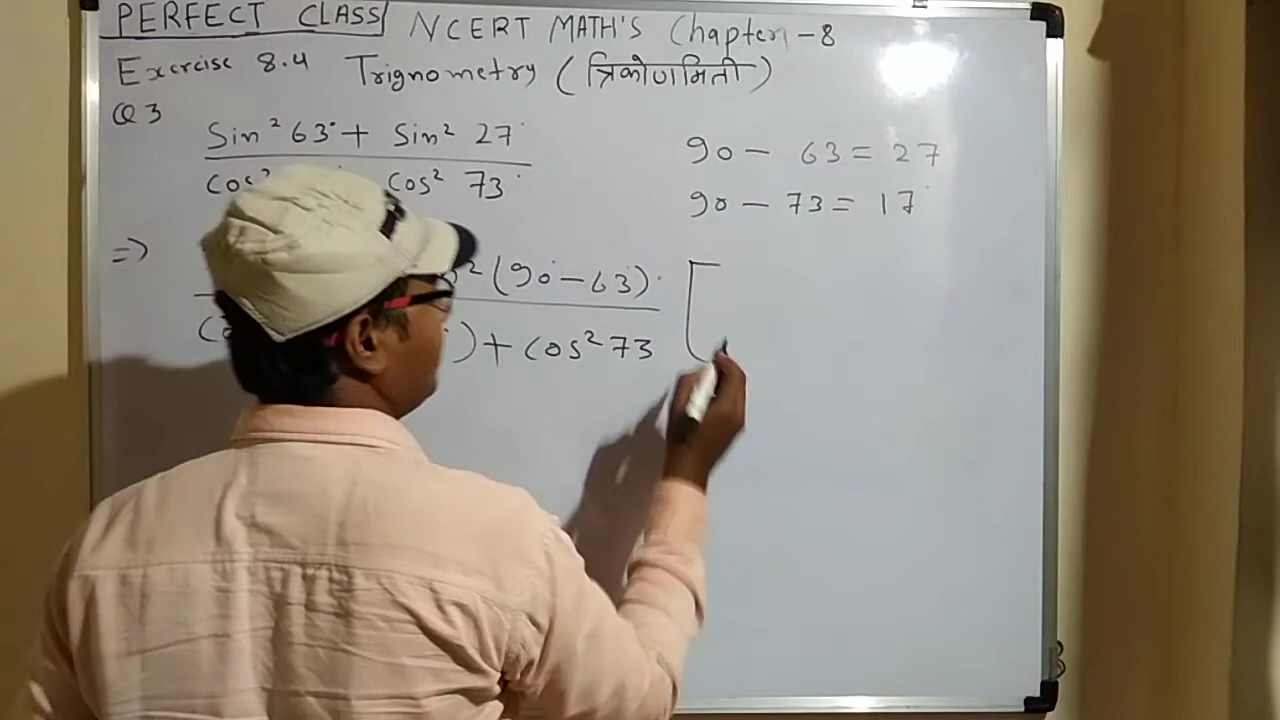 PERFECT CLASS NCERT MATH'S Chapter - 8
Exercise 8.4 Trignometry (त्रिकोणमिती)
Q3
Sin² 63° + Sin² 27°
cos² cos² 73°
90 - 63 = 27
90 - 73 = 17°
=> ² (90° - 63)°
) + Cos² 73 [